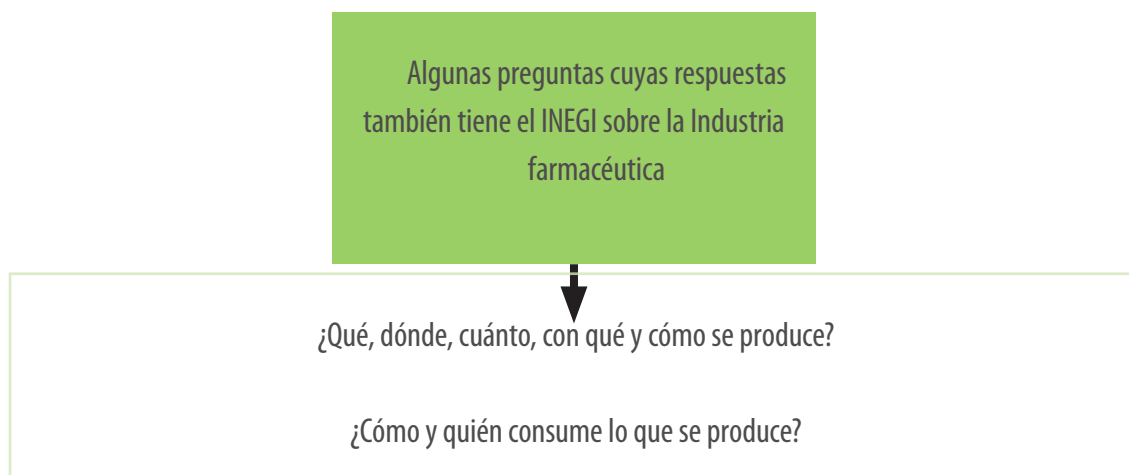 Algunas preguntas cuyas respuestas
también tiene el INEGI sobre la Industria
farmacéutica
¿Qué, dónde, cuánto, con qué y cómo se produce?
¿Cómo y quién consume lo que se produce?